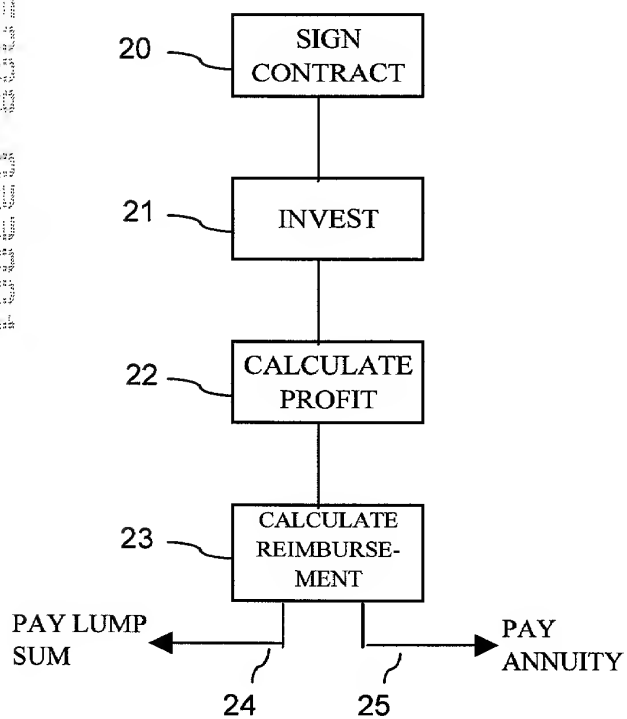 20
SIGN
CONTRACT
21
INVEST
22
CALCULATE
PROFIT
23
CALCULATE
REIMBURSE-
MENT
PAY LUMP
SUM
PAY
ANNUITY
24
25